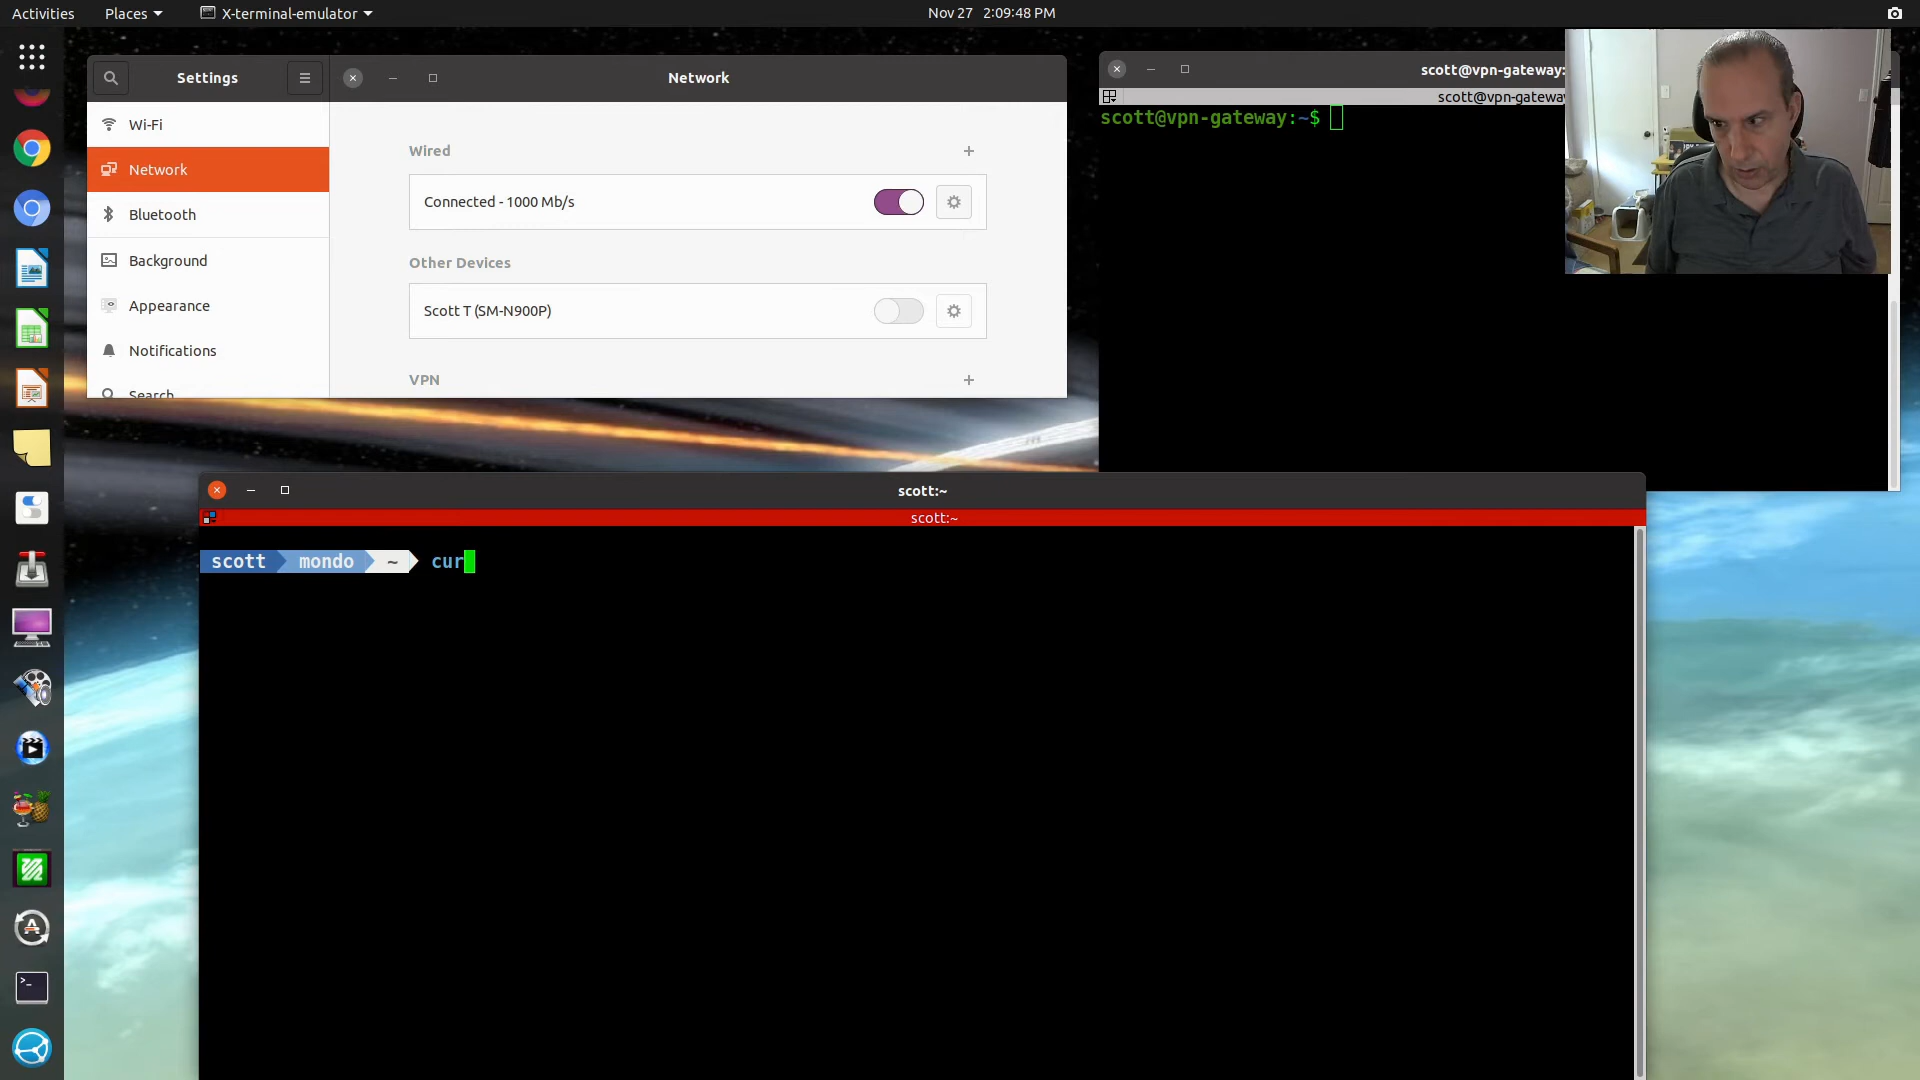 Activities Places X-terminal-emulator Nov 27 2:09:48 PM
Settings Network
Wi-Fi
Network
Bluetooth
Background
Appearance
Notifications
Search
Wired
Connected - 1000 Mb/s
Other Devices
Scott T (SM-N900P)
VPN
scott@vpn-gateway:
scott@vpn-gateway
scott@vpn-gateway:~$
scott:~
scott:~
scott mondo ~ cur